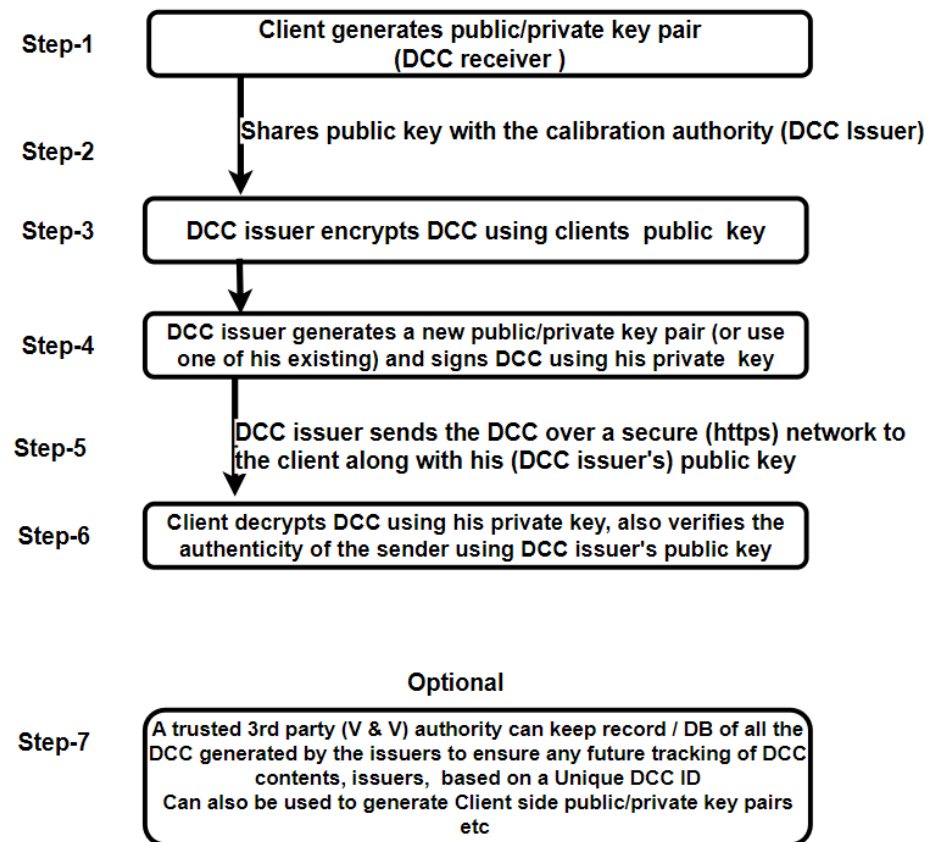 Step-1
Client generates public/private key pair
(DCC receiver )
Step-2
Shares public key with the calibration authority (DCC Issuer)
Step-3
DCC issuer encrypts DCC using clients public key
Step-4
DCC issuer generates a new public/private key pair (or use
one of his existing) and signs DCC using his private key
Step-5
DCC issuer sends the DCC over a secure (https) network to
the client along with his (DCC issuer's) public key
Step-6
Client decrypts DCC using his private key, also verifies the
authenticity of the sender using DCC issuer's public key
Optional
Step-7
A trusted 3rd party (V & V) authority can keep record / DB of all the
DCC generated by the issuers to ensure any future tracking of DCC
contents, issuers, based on a Unique DCC ID
Can also be used to generate Client side public/private key pairs
etc